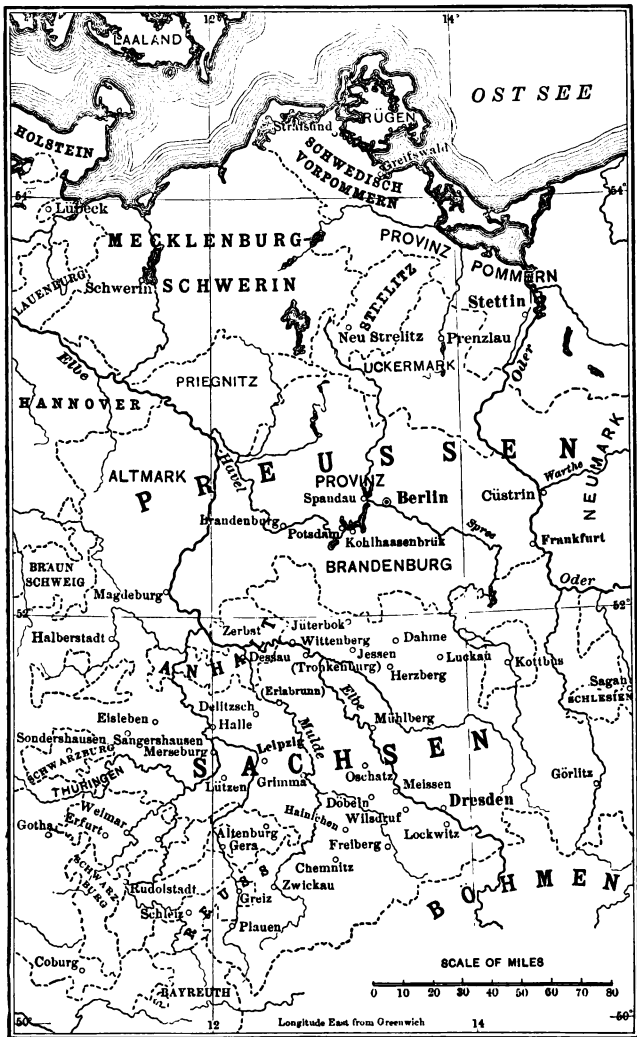 12°
14°
LAALAND
OST SEE
RÜGEN
Stralsund
HOLSTEIN
Greifswald
SCHWEDISCH
VORPOMMERN
54°
54°
Lübeck
MECKLENBURG-
PROVINZ
POMMERN
LAUENBURG
Schwerin
SCHWERIN
STRELITZ
Stettin
Neu Strelitz
Prenzlau
UCKERMARK
Elbe
Oder
PRIEGNITZ
HANNOVER
NEUMARK
PREUSSEN
ALTMARK
Havel
PROVINZ
Warthe
Spandau
Berlin
Cüstrin
Brandenburg
Potsdam
Kohlhaasenbrük
Spree
Frankfurt
BRAUN
SCHWEIG
BRANDENBURG
Oder
Magdeburg
52
52°
Zerbst
Jüterbok
Halberstadt
Wittenberg
Dahme
ANHALT
Dessau
Jessen
Luckau
Kottbus
(Tronkenburg)
Herzberg
Sagan
SCHLESIEN
(Erlabrunn)
Elbe
Delitzsch
Eisleben
Halle
Mulde
Mühlberg
Sondershausen
Sangershausen
Merseburg
Leipzig
SCHWARZBURG
SACHSEN
THÜRINGEN
Lützen
Grimma
Oschatz
Meissen
Görlitz
Döbeln
Dresden
Weimar
Hainichen
Wilsdruf
Gotha
Erfurt
Altenburg
Lockwitz
Gera
Freiberg
SCHWARZ
BURG
Chemnitz
Rudolstadt
REUSS
Zwickau
BÖHMEN
Greiz
Schleiz
Plauen
Coburg
SCALE OF MILES
BAYREUTH
0 10 20 30 40 50 60 70 80
50°
12
Longitude East from Greenwich
14
50°